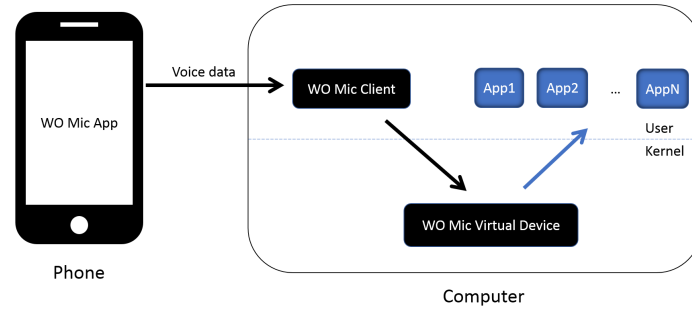 Voice data
WO Mic App
WO Mic Client
App1
App2
...
AppN
User
Kernel
WO Mic Virtual Device
Phone
Computer